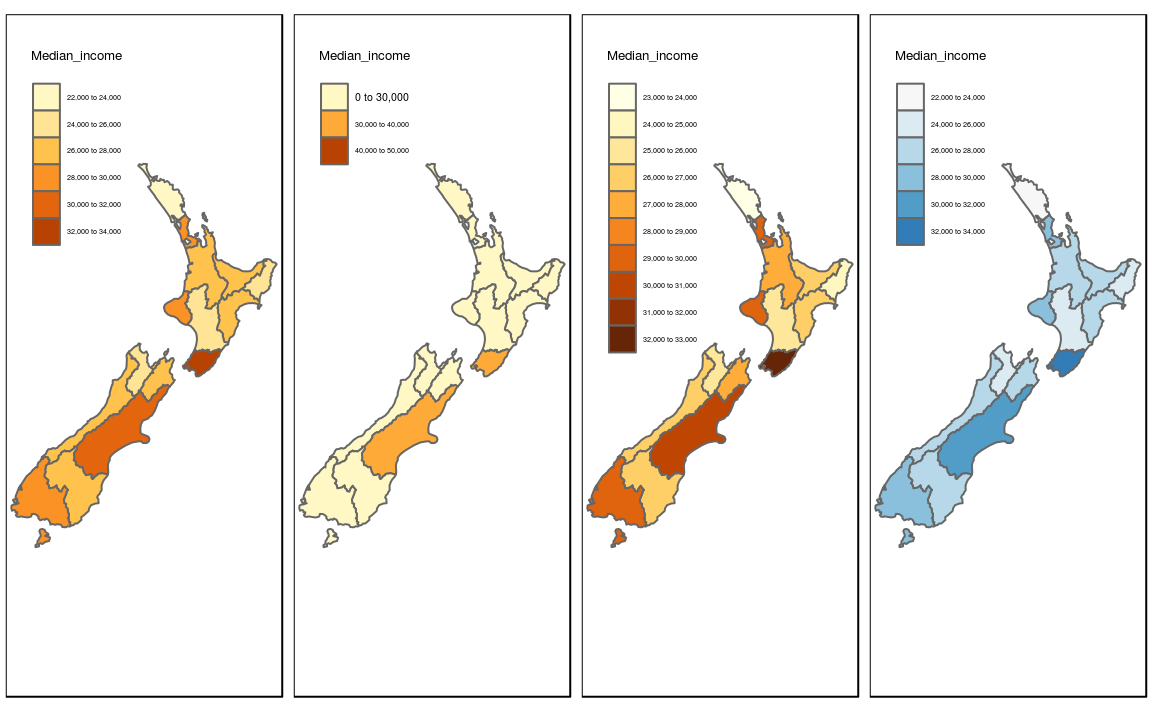 Median_income
22,000 to 24,000
24,000 to 26,000
26,000 to 28,000
28,000 to 30,000
30,000 to 32,000
32,000 to 34,000
Median_income
0 to 30,000
30,000 to 40,000
40,000 to 50,000
Median_income
23,000 to 24,000
24,000 to 25,000
25,000 to 26,000
26,000 to 27,000
27,000 to 28,000
28,000 to 29,000
29,000 to 30,000
30,000 to 31,000
31,000 to 32,000
32,000 to 33,000
Median_income
22,000 to 24,000
24,000 to 26,000
26,000 to 28,000
28,000 to 30,000
30,000 to 32,000
32,000 to 34,000